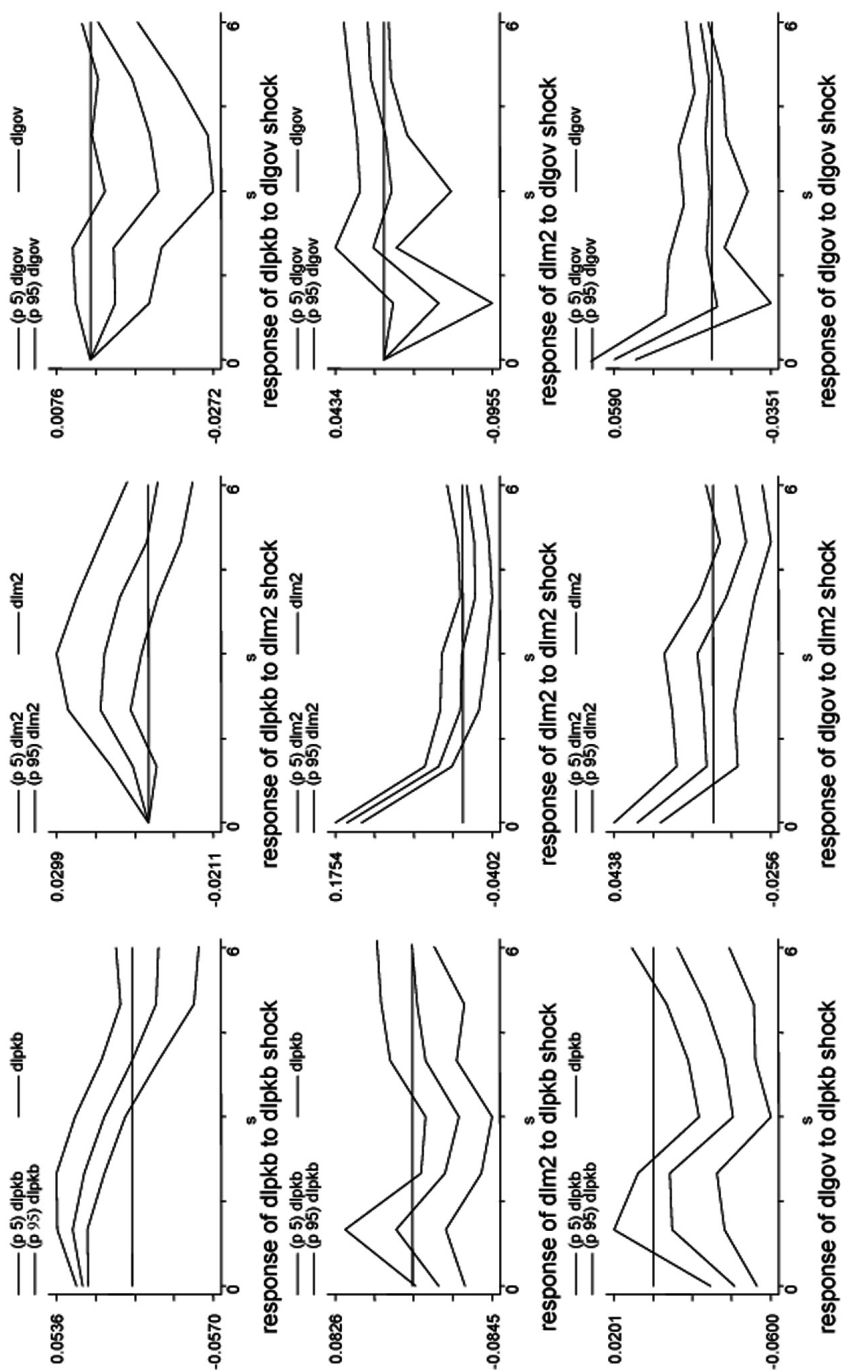 (p 5) dlpkb dlpkb
(p 95) dlpkb
0.0536
-0.0570
0 s 6
response of dlpkb to dlpkb shock
(p 5) dlm2 dlm2
(p 95) dlm2
0.0299
-0.0211
0 s 6
response of dlpkb to dlm2 shock
(p 5) dlgov dlgov
(p 95) dlgov
0.0076
-0.0272
0 s 6
response of dlpkb to dlgov shock
(p 5) dlpkb dlpkb
(p 95) dlpkb
0.0826
-0.0845
0 s 6
response of dlm2 to dlpkb shock
(p 5) dlm2 dlm2
(p 95) dlm2
0.1754
-0.0402
0 s 6
response of dlm2 to dlm2 shock
(p 5) dlgov dlgov
(p 95) dlgov
0.0434
-0.0955
0 s 6
response of dlm2 to dlgov shock
(p 5) dlpkb dlpkb
(p 95) dlpkb
0.0201
-0.0600
0 s 6
response of dlgov to dlpkb shock
(p 5) dlm2 dlm2
(p 95) dlm2
0.0438
-0.0256
0 s 6
response of dlgov to dlm2 shock
(p 5) dlgov dlgov
(p 95) dlgov
0.0590
-0.0351
0 s 6
response of dlgov to dlgov shock